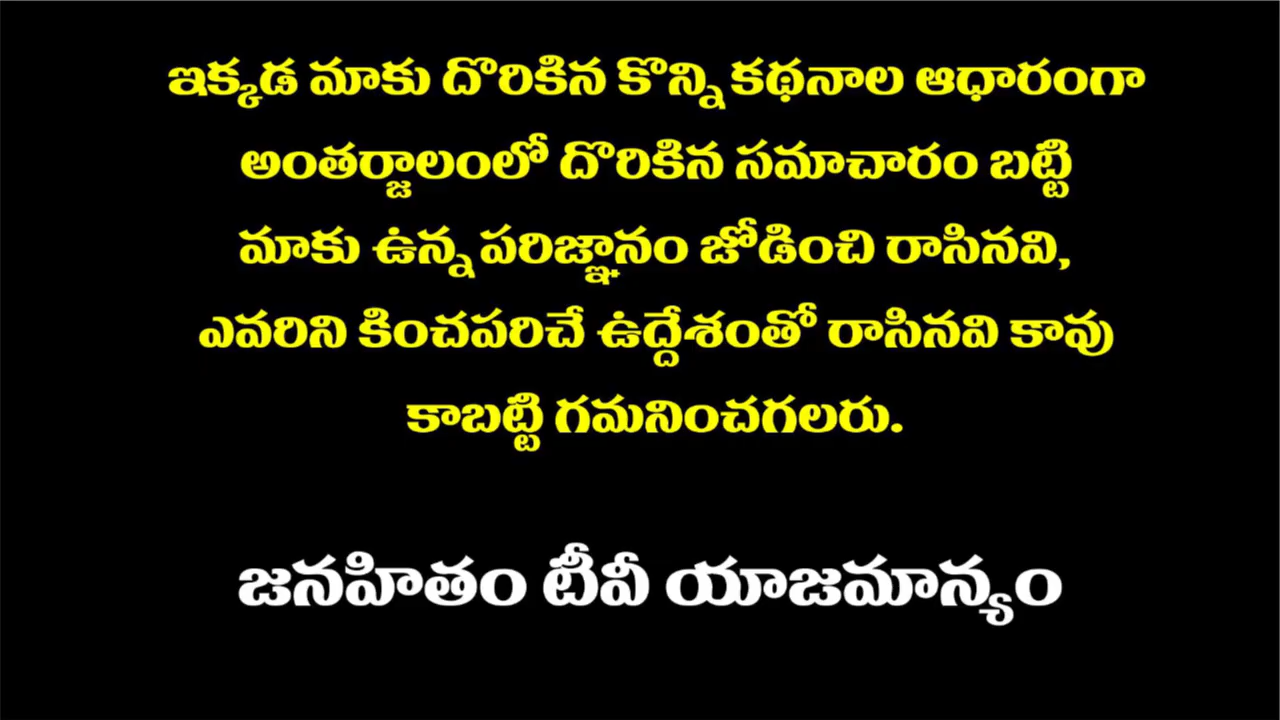 ఇక్కడ మాకు దొరికిన కొన్ని కథనాల ఆధారంగా
అంతర్జాలంలో దొరికిన సమాచారం బట్టి
మాకు ఉన్న పరిజ్ఞానం జోడించి రాసినవి,
ఎవరిని కించపరిచే ఉద్దేశంతో రాసినవి కావు
కాబట్టి గమనించగలరు.
జనహితం టీవీ యాజమాన్యం